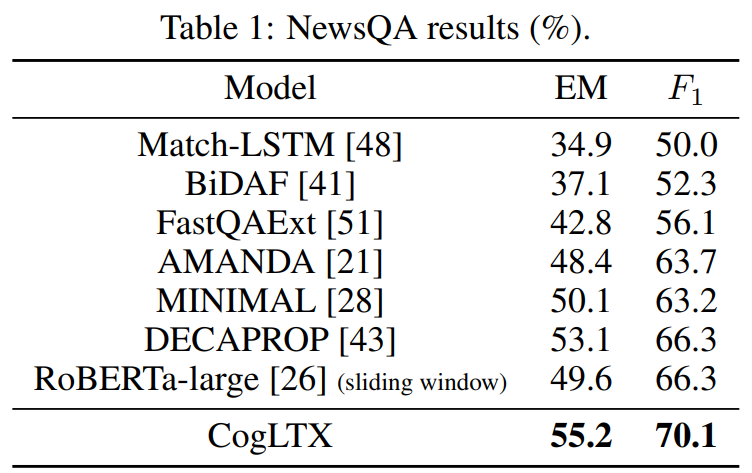 Table 1: NewsQA results (%).
Model EM F1
Match-LSTM [48] 34.9 50.0
BiDAF [41] 37.1 52.3
FastQAExt [51] 42.8 56.1
AMANDA [21] 48.4 63.7
MINIMAL [28] 50.1 63.2
DECAPROP [43] 53.1 66.3
RoBERTa-large [26] (sliding window) 49.6 66.3
CogLTX 55.2 70.1